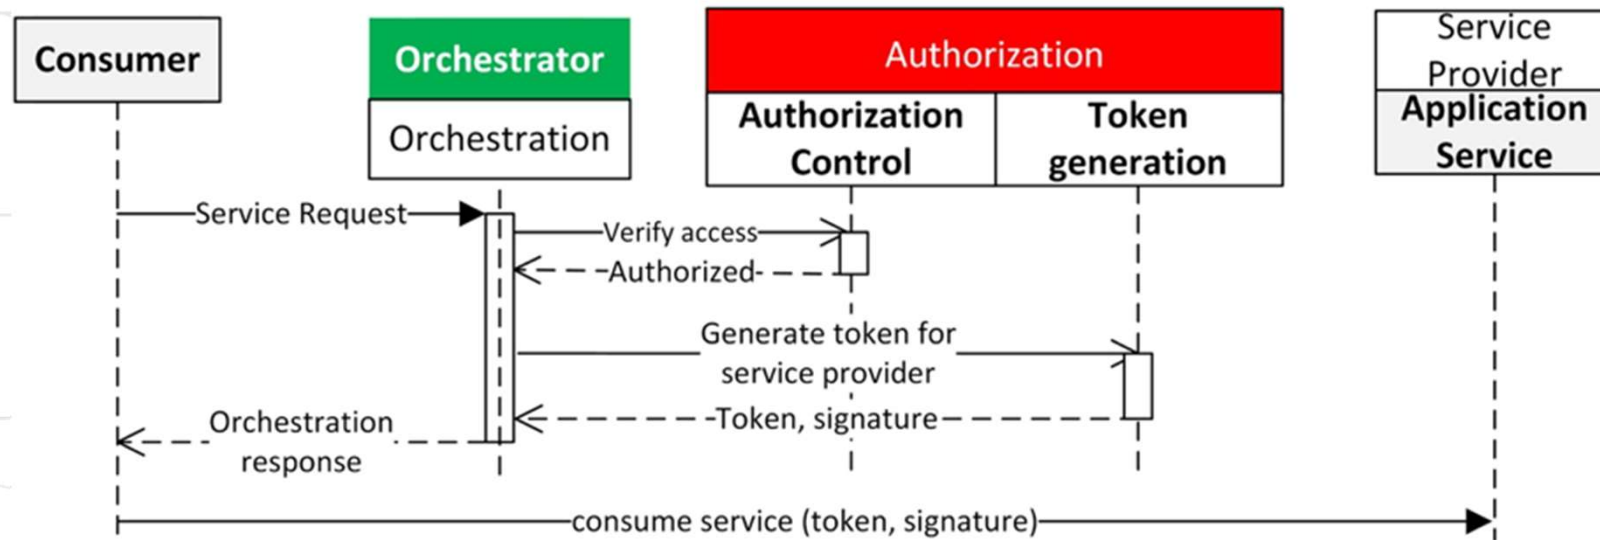 Consumer
Orchestrator
Orchestration
Authorization
Authorization
Control
Token
generation
Service
Provider
Application
Service
Service Request
Verify access
Authorized
Generate token for
service provider
Token, signature
Orchestration
response
consume service (token, signature)